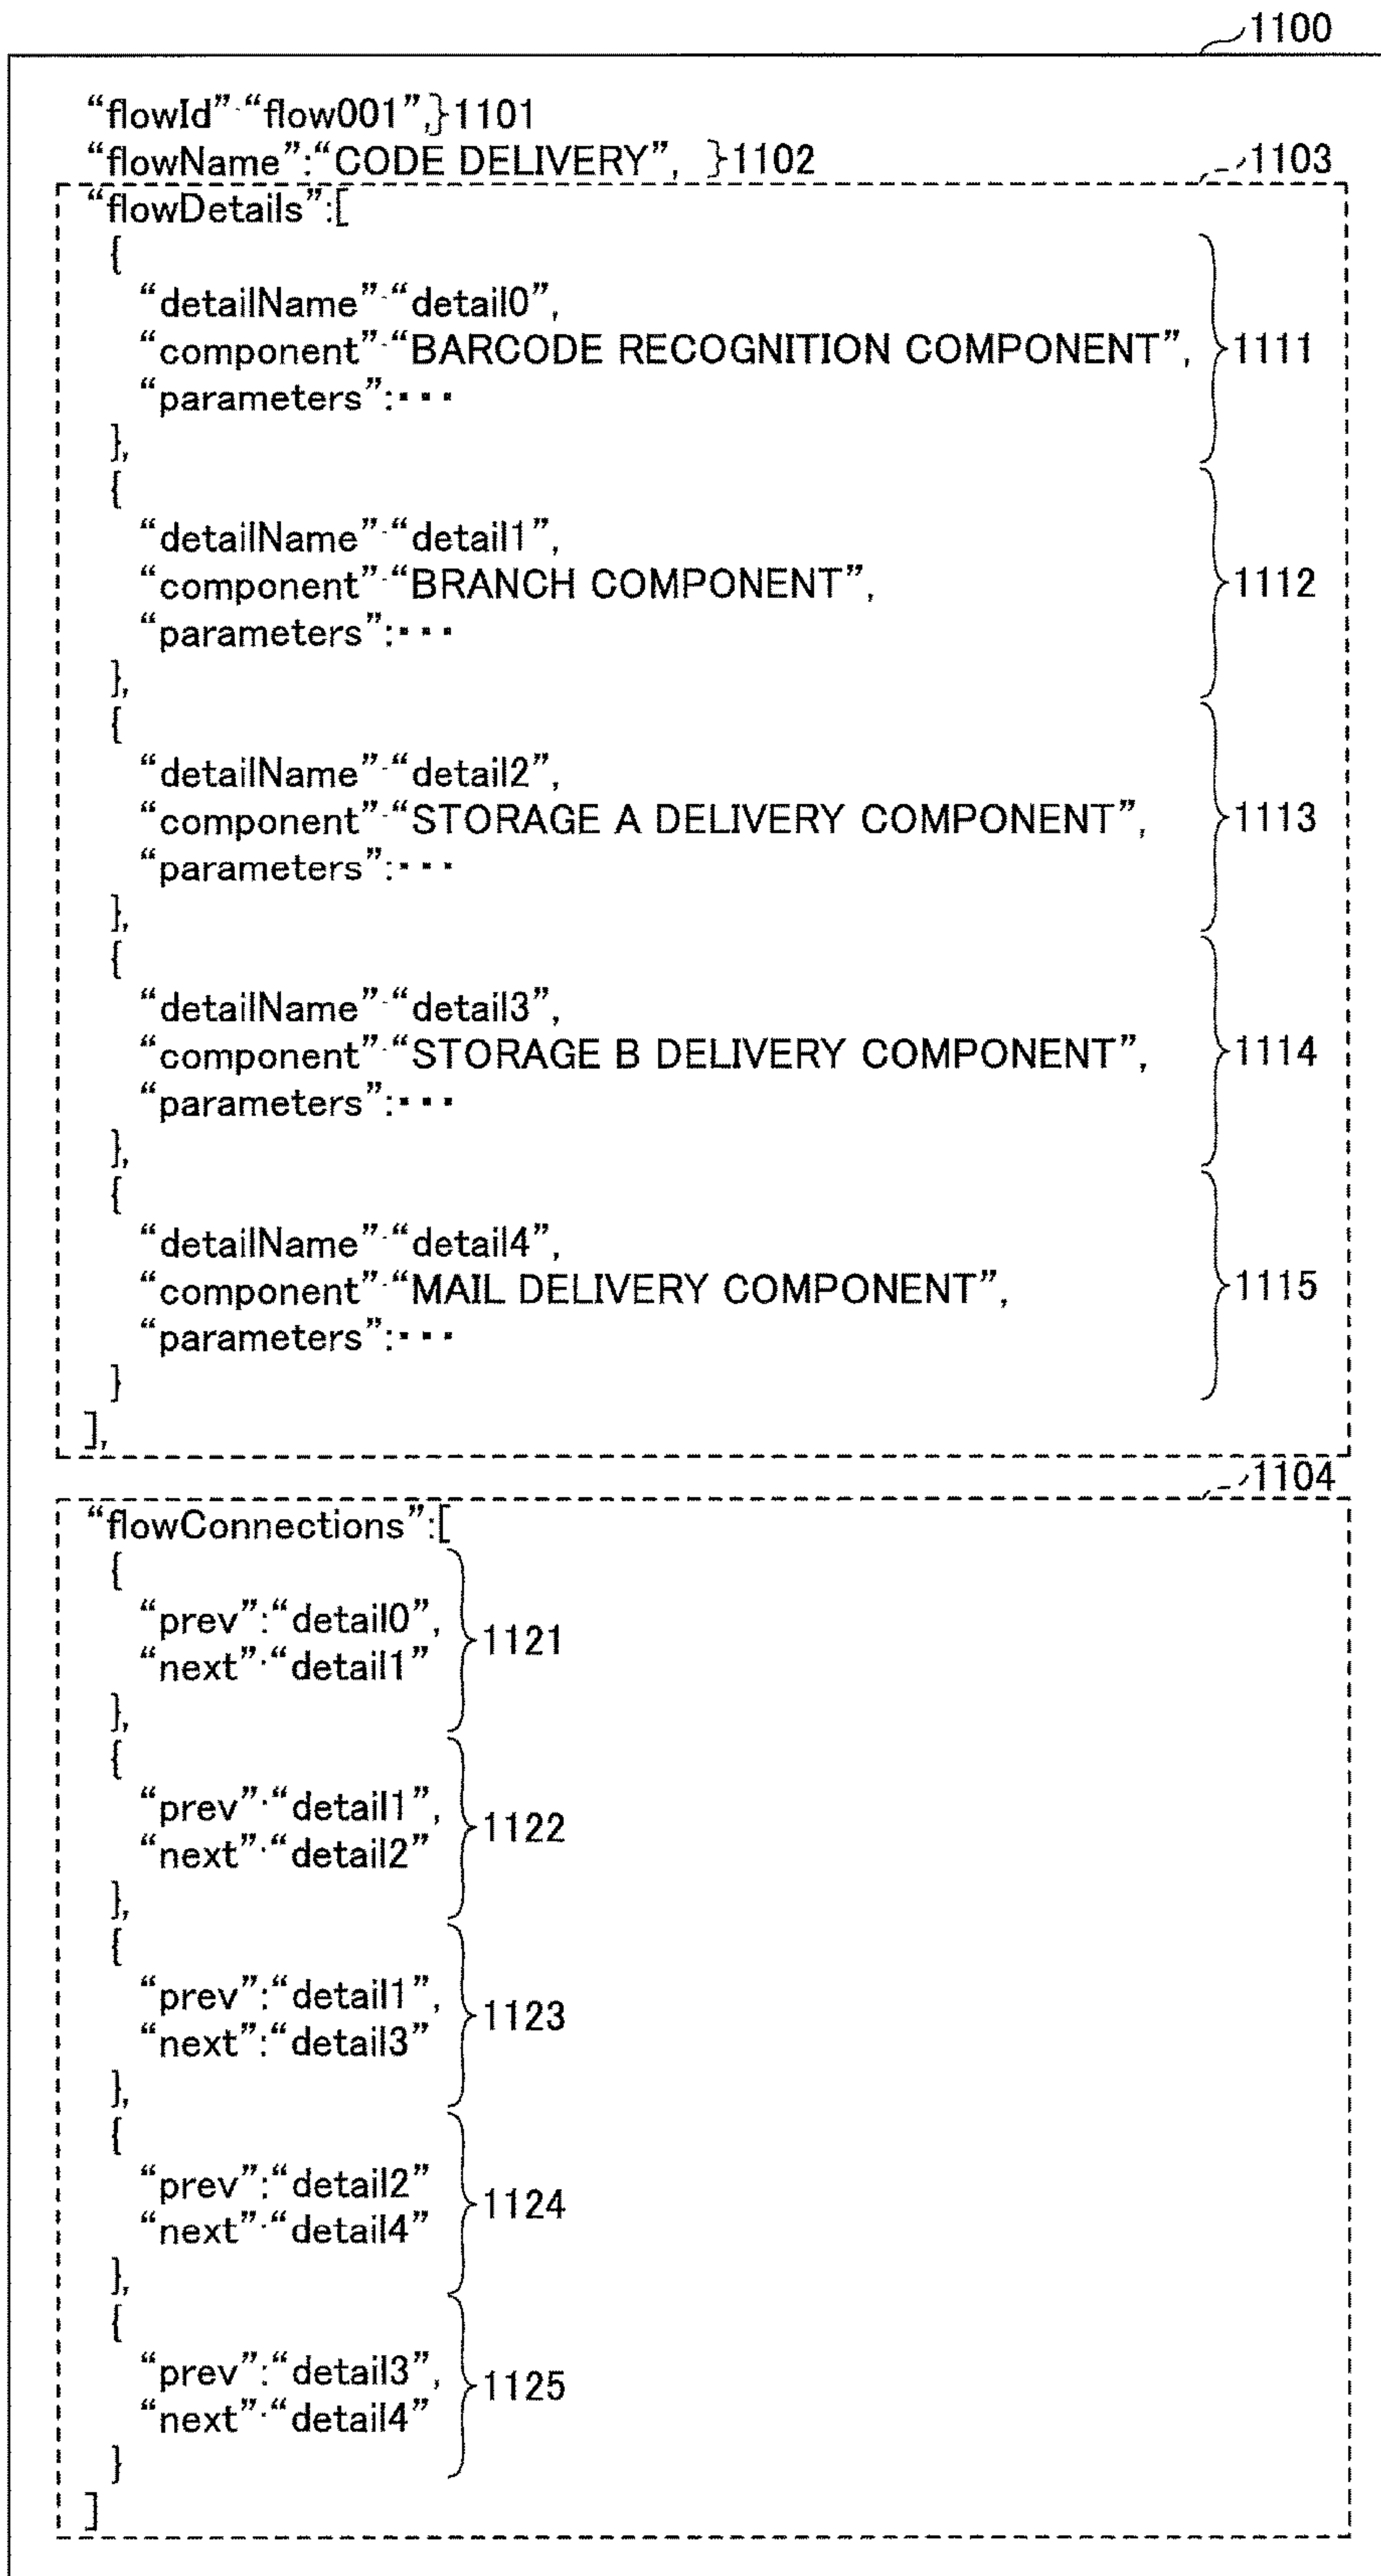 1100
“flowId”:“flow001”,}1101
“flowName”:“CODE DELIVERY”, }1102
1103
“flowDetails”:[
{
“detailName”:“detail0”,
“component”:“BARCODE RECOGNITION COMPONENT”,
“parameters”:･･･
},
1111
{
“detailName”:“detail1”,
“component”:“BRANCH COMPONENT”,
“parameters”:･･･
},
1112
{
“detailName”:“detail2”,
“component”:“STORAGE A DELIVERY COMPONENT”,
“parameters”:･･･
},
1113
{
“detailName”:“detail3”,
“component”:“STORAGE B DELIVERY COMPONENT”,
“parameters”:･･･
},
1114
{
“detailName”:“detail4”,
“component”:“MAIL DELIVERY COMPONENT”,
“parameters”:･･･
}
1115
],
1104
“flowConnections”:[
{
“prev”:“detail0”,
“next”:“detail1”
},
1121
{
“prev”:“detail1”,
“next”:“detail2”
},
1122
{
“prev”:“detail1”,
“next”:“detail3”
},
1123
{
“prev”:“detail2”
“next”:“detail4”
},
1124
{
“prev”:“detail3”,
“next”:“detail4”
}
1125
]